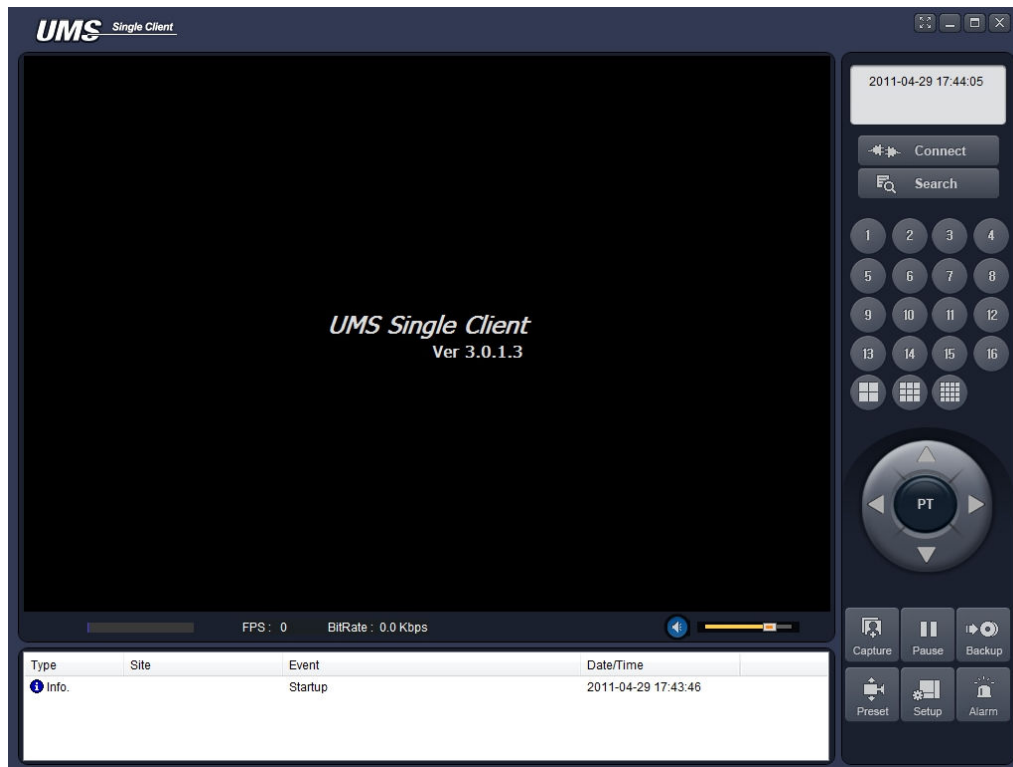 UMS Single Client
2011-04-29 17:44:05
Connect
Search
1 2 3 4
5 6 7 8
9 10 11 12
13 14 15 16
UMS Single Client
Ver 3.0.1.3
PT
FPS : 0 BitRate : 0.0 Kbps
Capture Pause Backup
Preset Setup Alarm
Type Site Event Date/Time
Info. Startup 2011-04-29 17:43:46